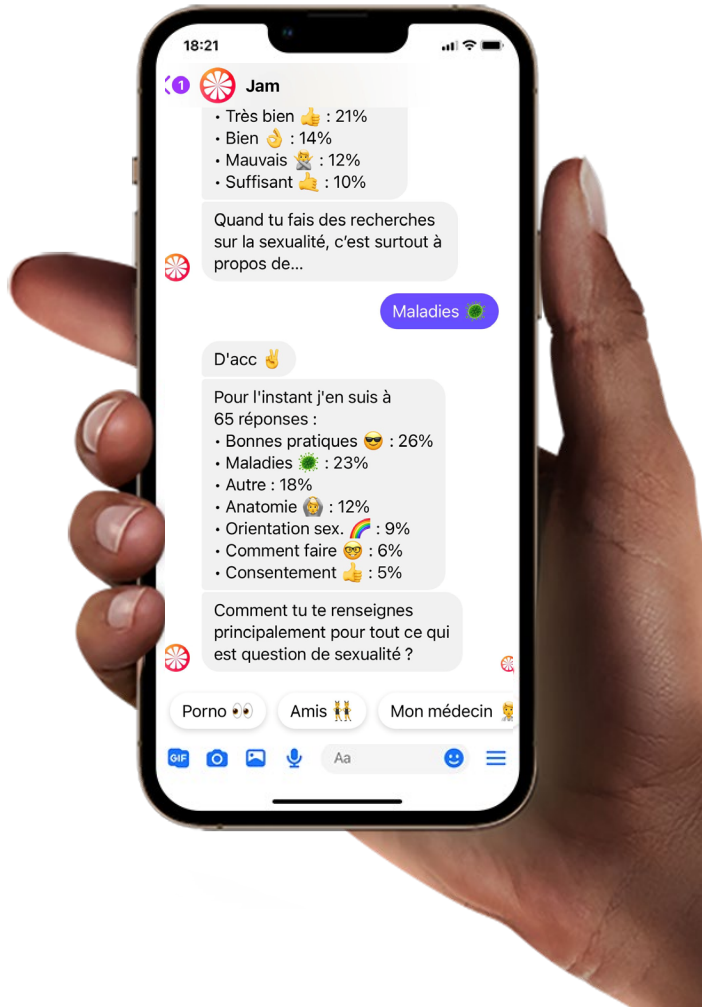 18:21
1
Jam
• Très bien 👍 : 21%
• Bien 👌 : 14%
• Mauvais 🙅 : 12%
• Suffisant 🤙 : 10%
Quand tu fais des recherches
sur la sexualité, c’est surtout à
propos de...
Maladies 🦠
D'acc ✌️
Pour l'instant j'en suis à
65 réponses :
• Bonnes pratiques 😎 : 26%
• Maladies 🦠 : 23%
• Autre : 18%
• Anatomie 🙆 : 12%
• Orientation sex. 🌈 : 9%
• Comment faire 🤓 : 6%
• Consentement 👍 : 5%
Comment tu te renseignes
principalement pour tout ce qui
est question de sexualité ?
Porno 👀 Amis 👯 Mon médecin 👨‍⚕️
GIF Aa